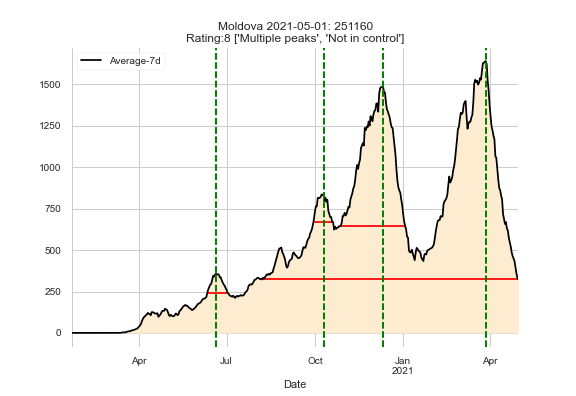 Moldova 2021-05-01: 251160
Rating:8 ['Multiple peaks', 'Not in control']
Average-7d
1500
1250
1000
750
500
250
0
Apr
Jul
Oct
Jan
2021
Apr
Date